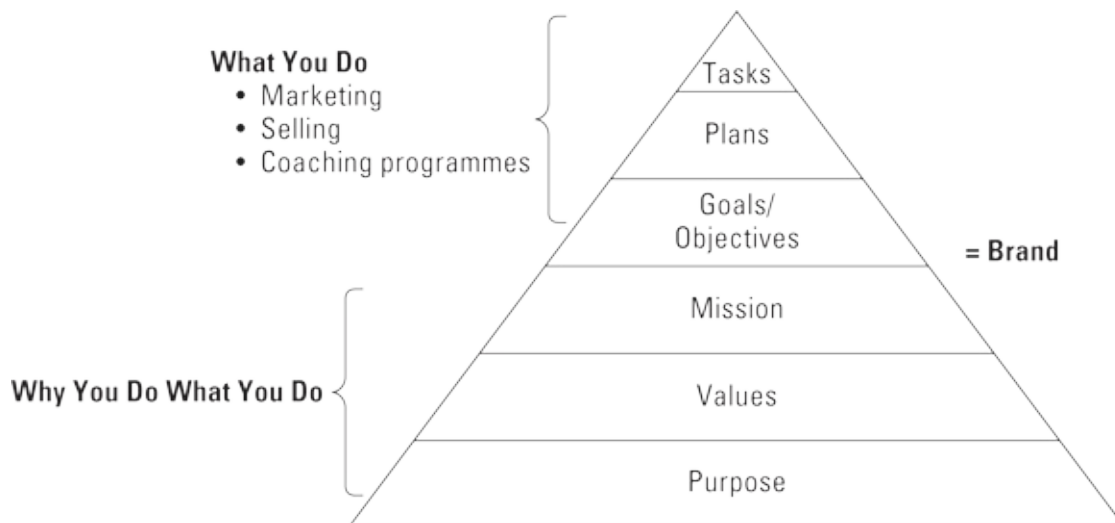 What You Do
• Marketing
• Selling
• Coaching programmes
Tasks
Plans
Goals/
Objectives
= Brand
Mission
Why You Do What You Do
Values
Purpose